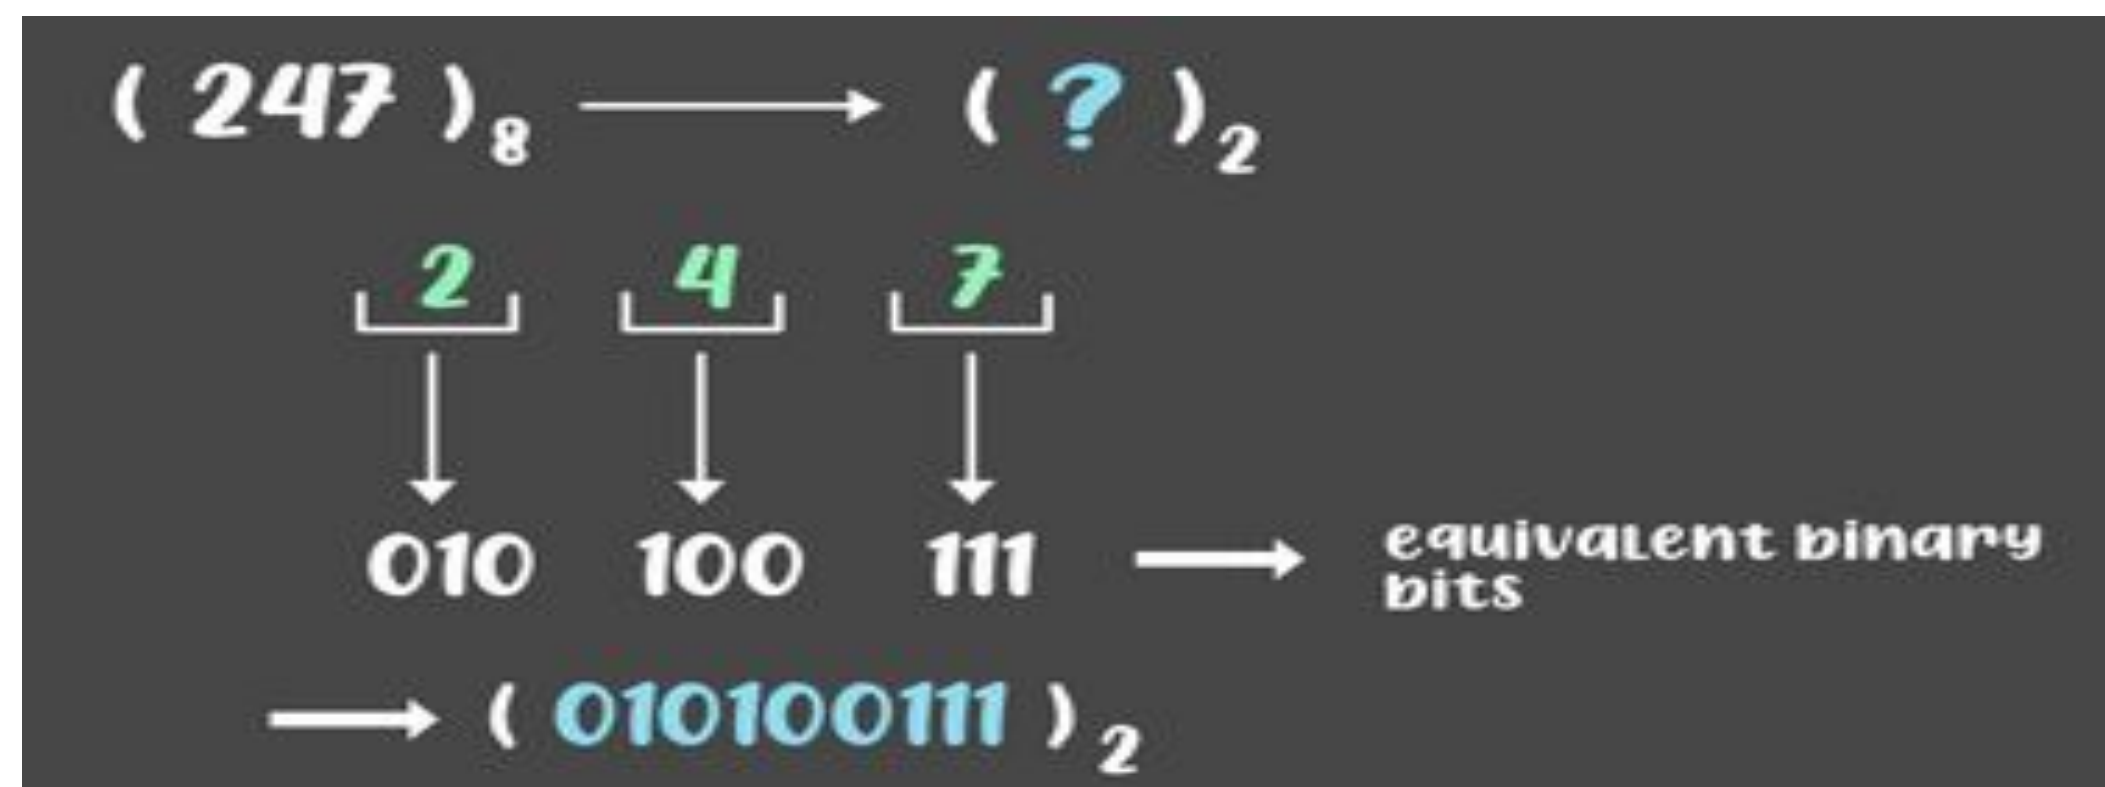 ( 247 )8 ⟶ ( ? )2
2 4 7
010 100 111 → equivalent binary
bits
→ ( 010100111 )2